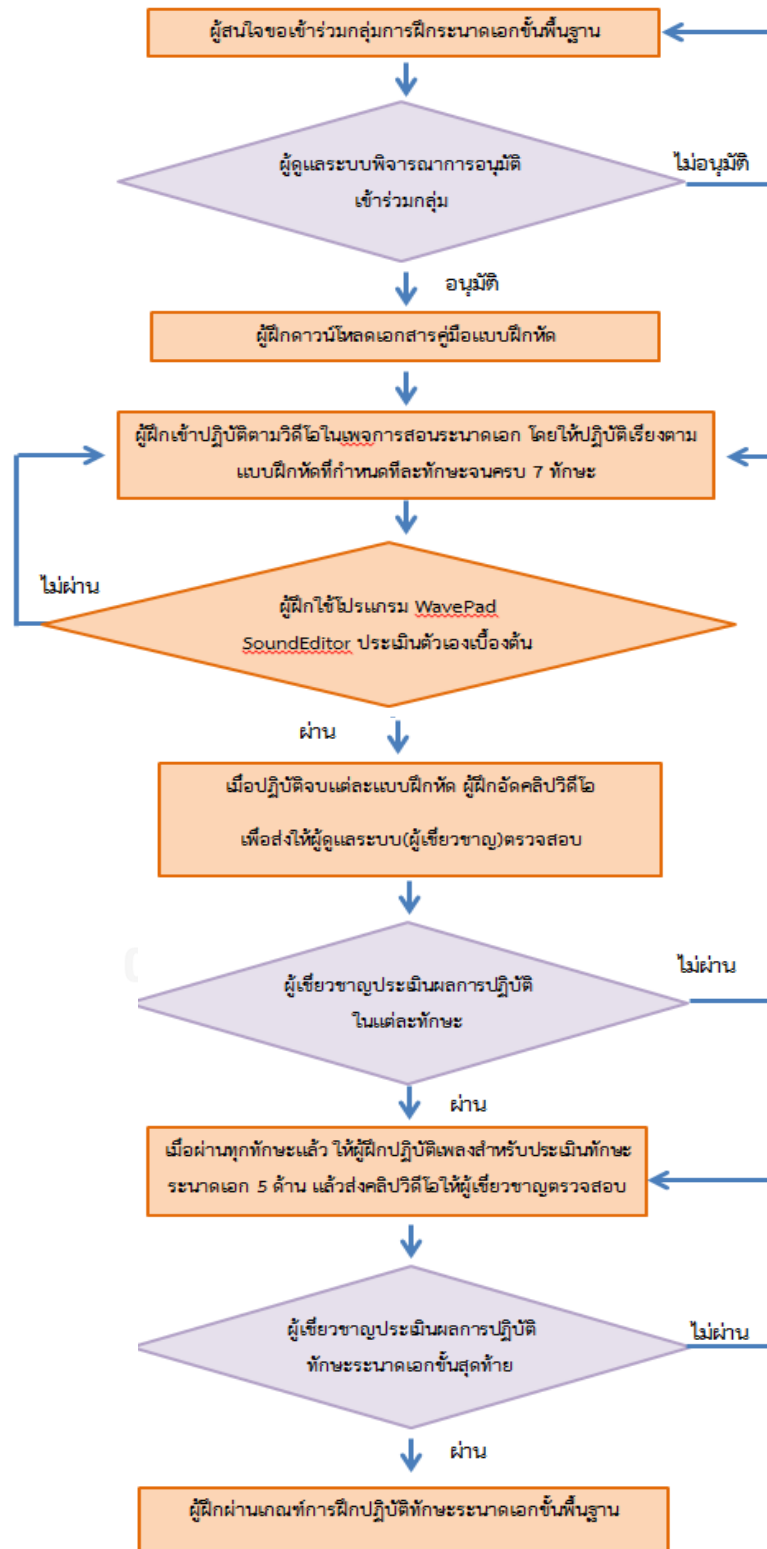 ผู้สนใจขอเข้าร่วมกลุ่มการฝึกระนาดเอกขั้นพื้นฐาน
ผู้ดูแลระบบพิจารณาการอนุมัติ
เข้าร่วมกลุ่ม
ไม่อนุมัติ
อนุมัติ
ผู้ฝึกดาวน์โหลดเอกสารคู่มือแบบฝึกหัด
ผู้ฝึกเข้าปฏิบัติตามวิดีโอในเพจการสอนระนาดเอก โดยให้ปฏิบัติเรียงตาม
แบบฝึกหัดที่กำหนดทีละทักษะจนครบ 7 ทักษะ
ไม่ผ่าน
ผู้ฝึกใช้โปรแกรม WavePad
SoundEditor ประเมินตัวเองเบื้องต้น
ผ่าน
เมื่อปฏิบัติจบแต่ละแบบฝึกหัด ผู้ฝึกอัดคลิปวิดีโอ
เพื่อส่งให้ผู้ดูแลระบบ(ผู้เชี่ยวชาญ)ตรวจสอบ
ผู้เชี่ยวชาญประเมินผลการปฏิบัติ
ในแต่ละทักษะ
ไม่ผ่าน
ผ่าน
เมื่อผ่านทุกทักษะแล้ว ให้ผู้ฝึกปฏิบัติเพลงสำหรับประเมินทักษะ
ระนาดเอก 5 ด้าน แล้วส่งคลิปวิดีโอให้ผู้เชี่ยวชาญตรวจสอบ
ผู้เชี่ยวชาญประเมินผลการปฏิบัติ
ทักษะระนาดเอกขั้นสุดท้าย
ไม่ผ่าน
ผ่าน
ผู้ฝึกผ่านเกณฑ์การฝึกปฏิบัติทักษะระนาดเอกขั้นพื้นฐาน